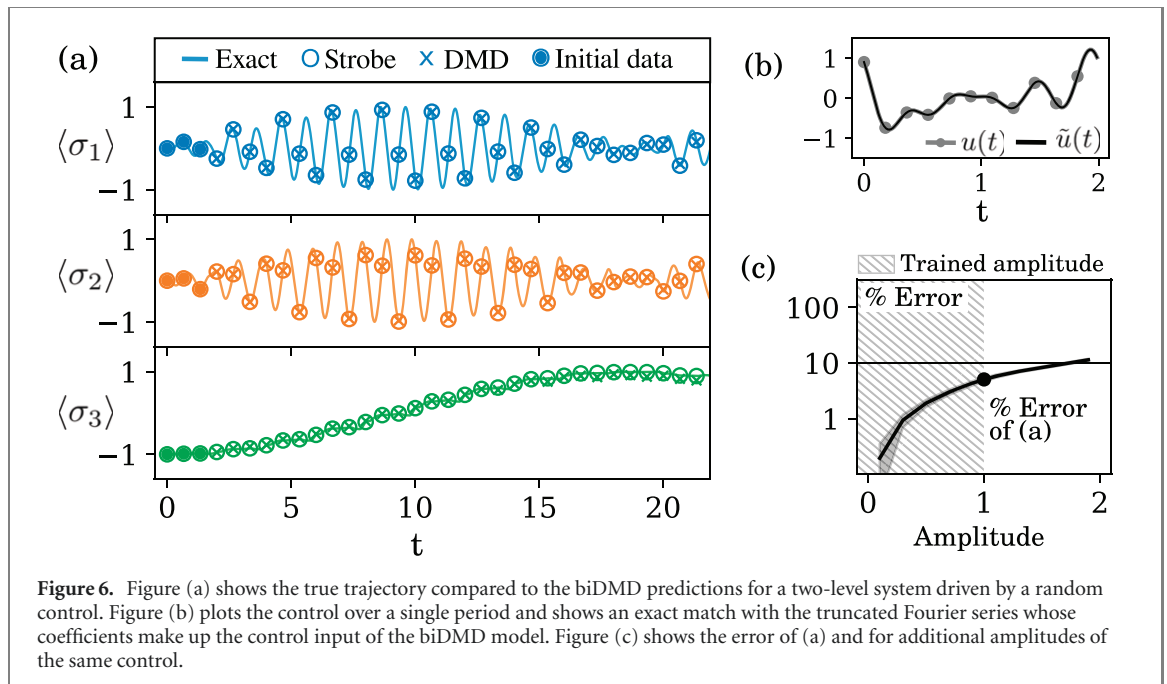 (a)
Exact Strobe DMD Initial data
1
⟨σ1⟩
−1
1
⟨σ2⟩
−1
1
⟨σ3⟩
−1
0 5 10 15 20
t
(b)
1
0
−1
u(t) ũ(t)
0 1 2
t
(c)
Trained amplitude
% Error
100
10
1
% Error
of (a)
0 1 2
Amplitude
Figure 6. Figure (a) shows the true trajectory compared to the biDMD predictions for a two-level system driven by a random
control. Figure (b) plots the control over a single period and shows an exact match with the truncated Fourier series whose
coefficients make up the control input of the biDMD model. Figure (c) shows the error of (a) and for additional amplitudes of
the same control.